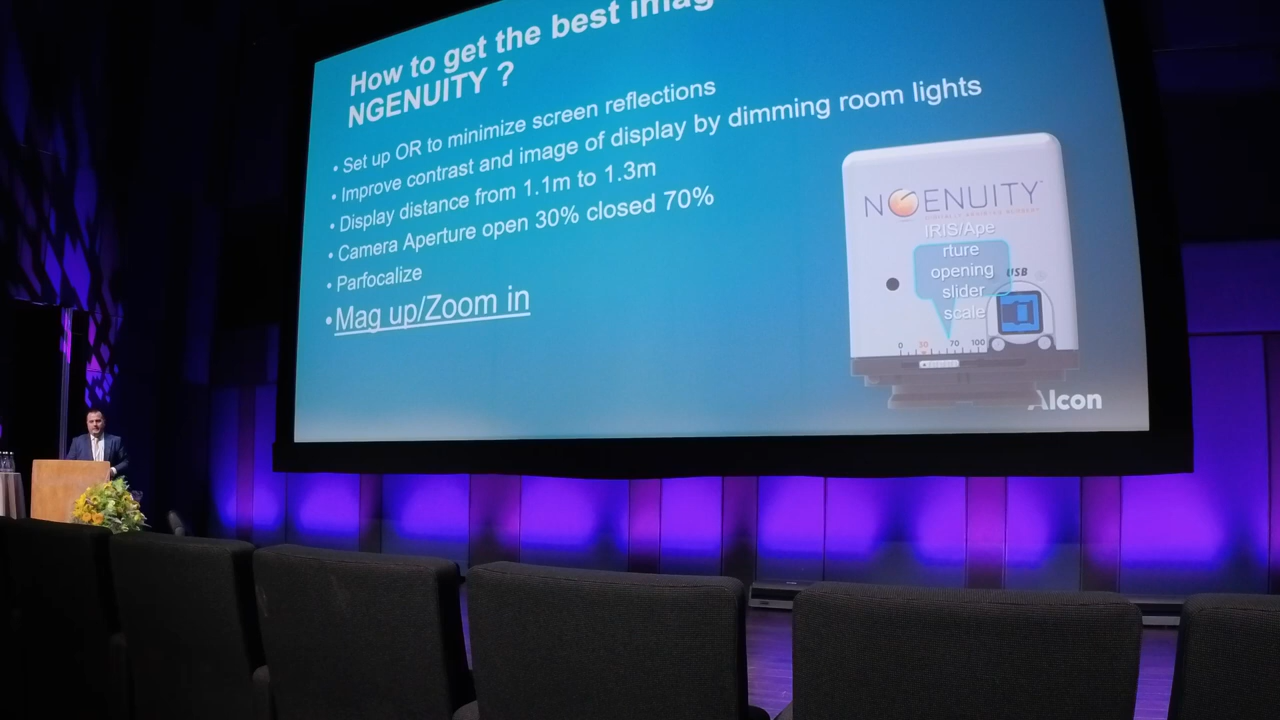 How to get the best imag
NGENUITY ?
• Set up OR to minimize screen reflections
• Improve contrast and image of display by dimming room lights
• Display distance from 1.1m to 1.3m
• Camera Aperture open 30% closed 70%
• Parfocalize
• Mag up/Zoom in
NGENUITY™
IRIS/Ape
rture
opening
slider
scale
USB
0 50 70 100
Alcon